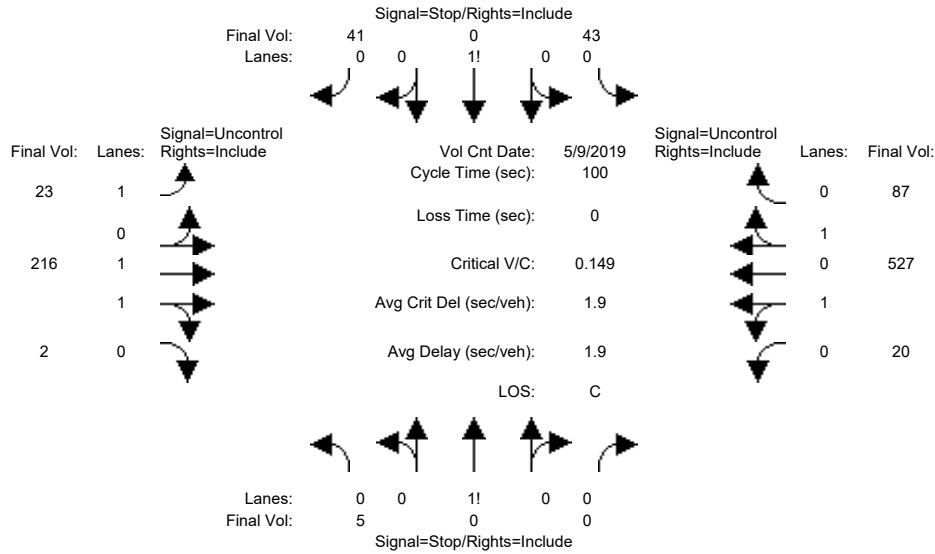 Signal=Stop/Rights=Include
Final Vol: 41 0 43
Lanes: 0 0 1! 0 0
Signal=Uncontrol
Final Vol: Lanes: Rights=Include
Vol Cnt Date: 5/9/2019
Signal=Uncontrol
Rights=Include Lanes: Final Vol:
Cycle Time (sec): 100
23 1
0 87
Loss Time (sec): 0
0
1
216 1
Critical V/C: 0.149
0 527
1
Avg Crit Del (sec/veh): 1.9
1
2 0
Avg Delay (sec/veh): 1.9
0 20
LOS: C
Lanes: 0 0 1! 0 0
Final Vol: 5 0 0
Signal=Stop/Rights=Include